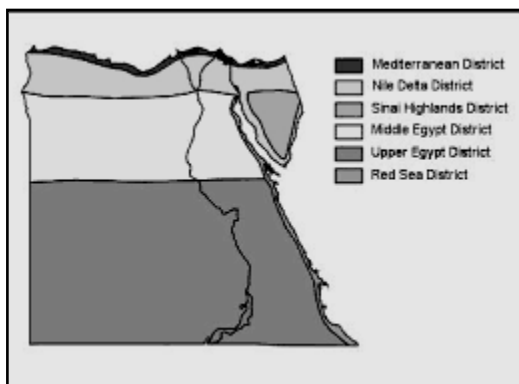 Mediterranean District
Nile Delta District
Sinai Highlands District
Middle Egypt District
Upper Egypt District
Red Sea District